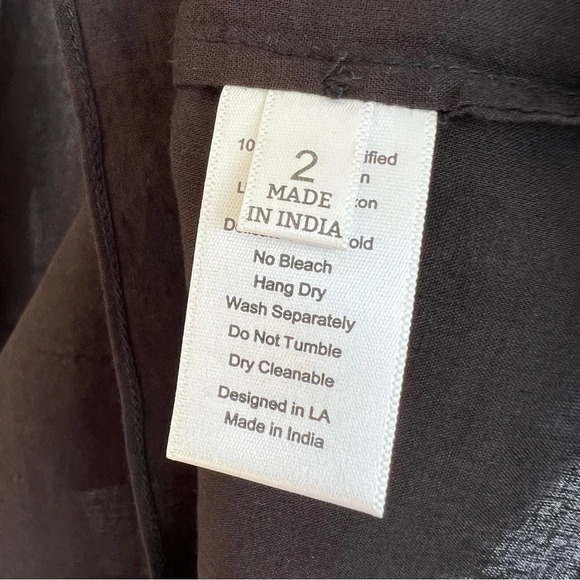 2
MADE
IN INDIA
No Bleach
Hang Dry
Wash Separately
Do Not Tumble
Dry Cleanable
Designed in LA
Made in India